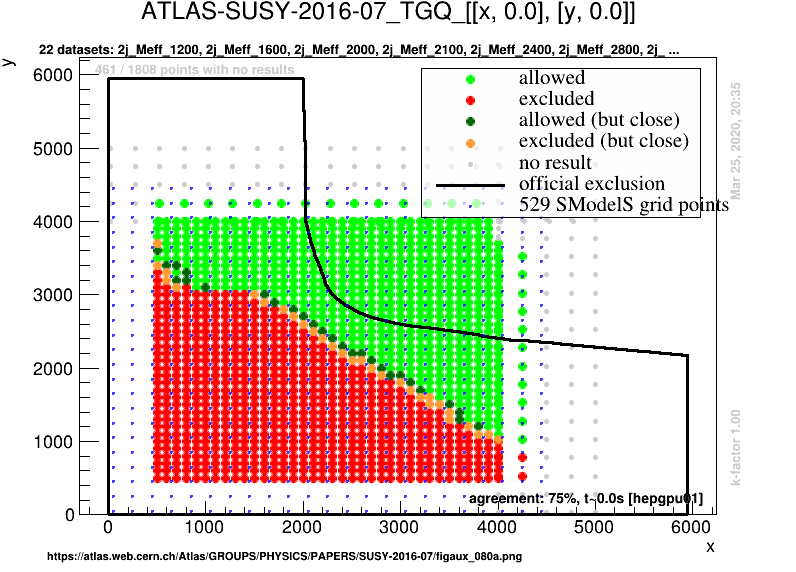 ATLAS-SUSY-2016-07_TGQ_[[x, 0.0], [y, 0.0]]
22 datasets: 2j_Meff_1200, 2j_Meff_1600, 2j_Meff_2000, 2j_Meff_2100, 2j_Meff_2400, 2j_Meff_2800, 2j_ ...
y
461 / 1808 points with no results
allowed
excluded
allowed (but close)
excluded (but close)
no result
official exclusion
529 SModelS grid points
Mar 25, 2020, 20:35
k-factor 1.00
6000
5000
4000
3000
2000
1000
0
agreement: 75%, t~0.0s [hepgpu01]
0 1000 2000 3000 4000 5000 6000
x
https://atlas.web.cern.ch/Atlas/GROUPS/PHYSICS/PAPERS/SUSY-2016-07/figaux_080a.png